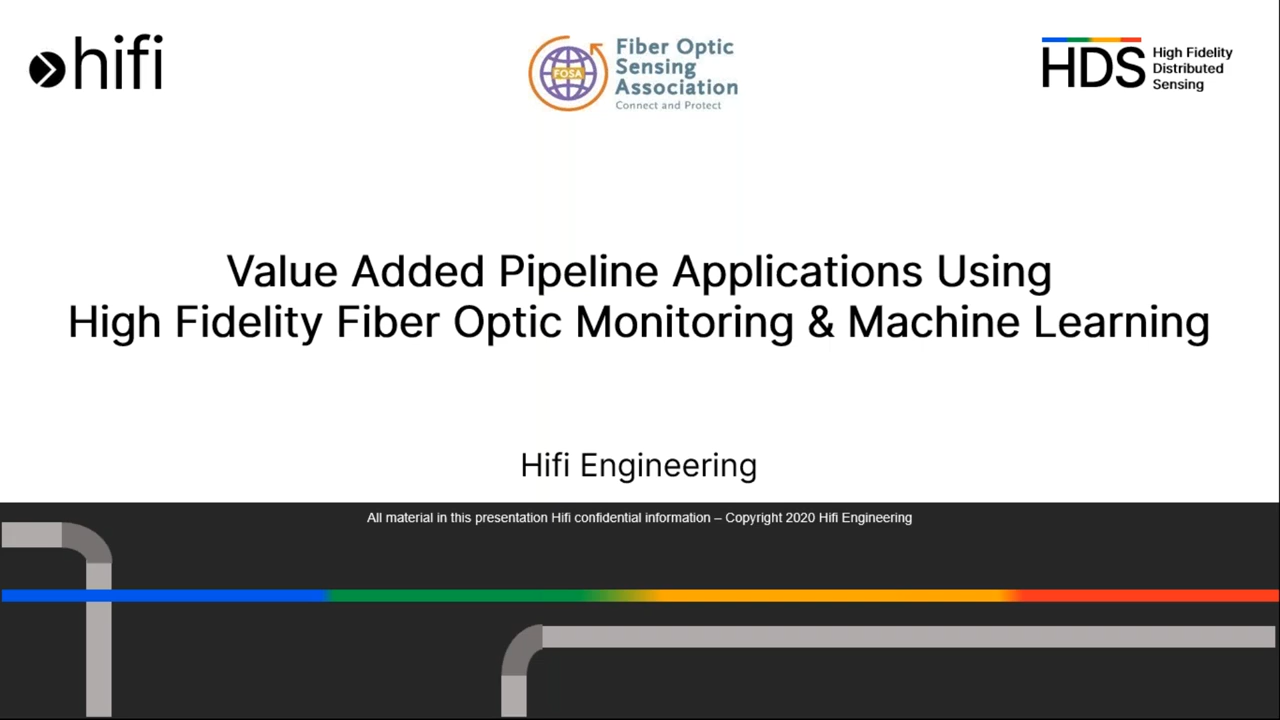 hifi
FOSA
Fiber Optic
Sensing
Association
Connect and Protect
HDS
High Fidelity
Distributed
Sensing
Value Added Pipeline Applications Using
High Fidelity Fiber Optic Monitoring & Machine Learning
Hifi Engineering
All material in this presentation Hifi confidential information – Copyright 2020 Hifi Engineering